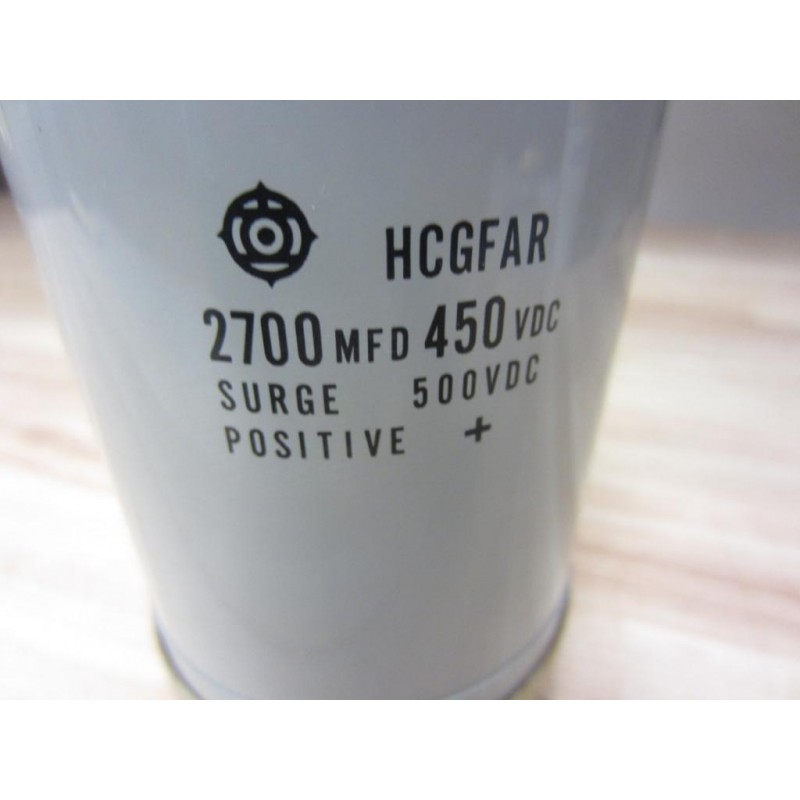 HCGFAR
2700 MFD 450 VDC
SURGE 500VDC
POSITIVE +